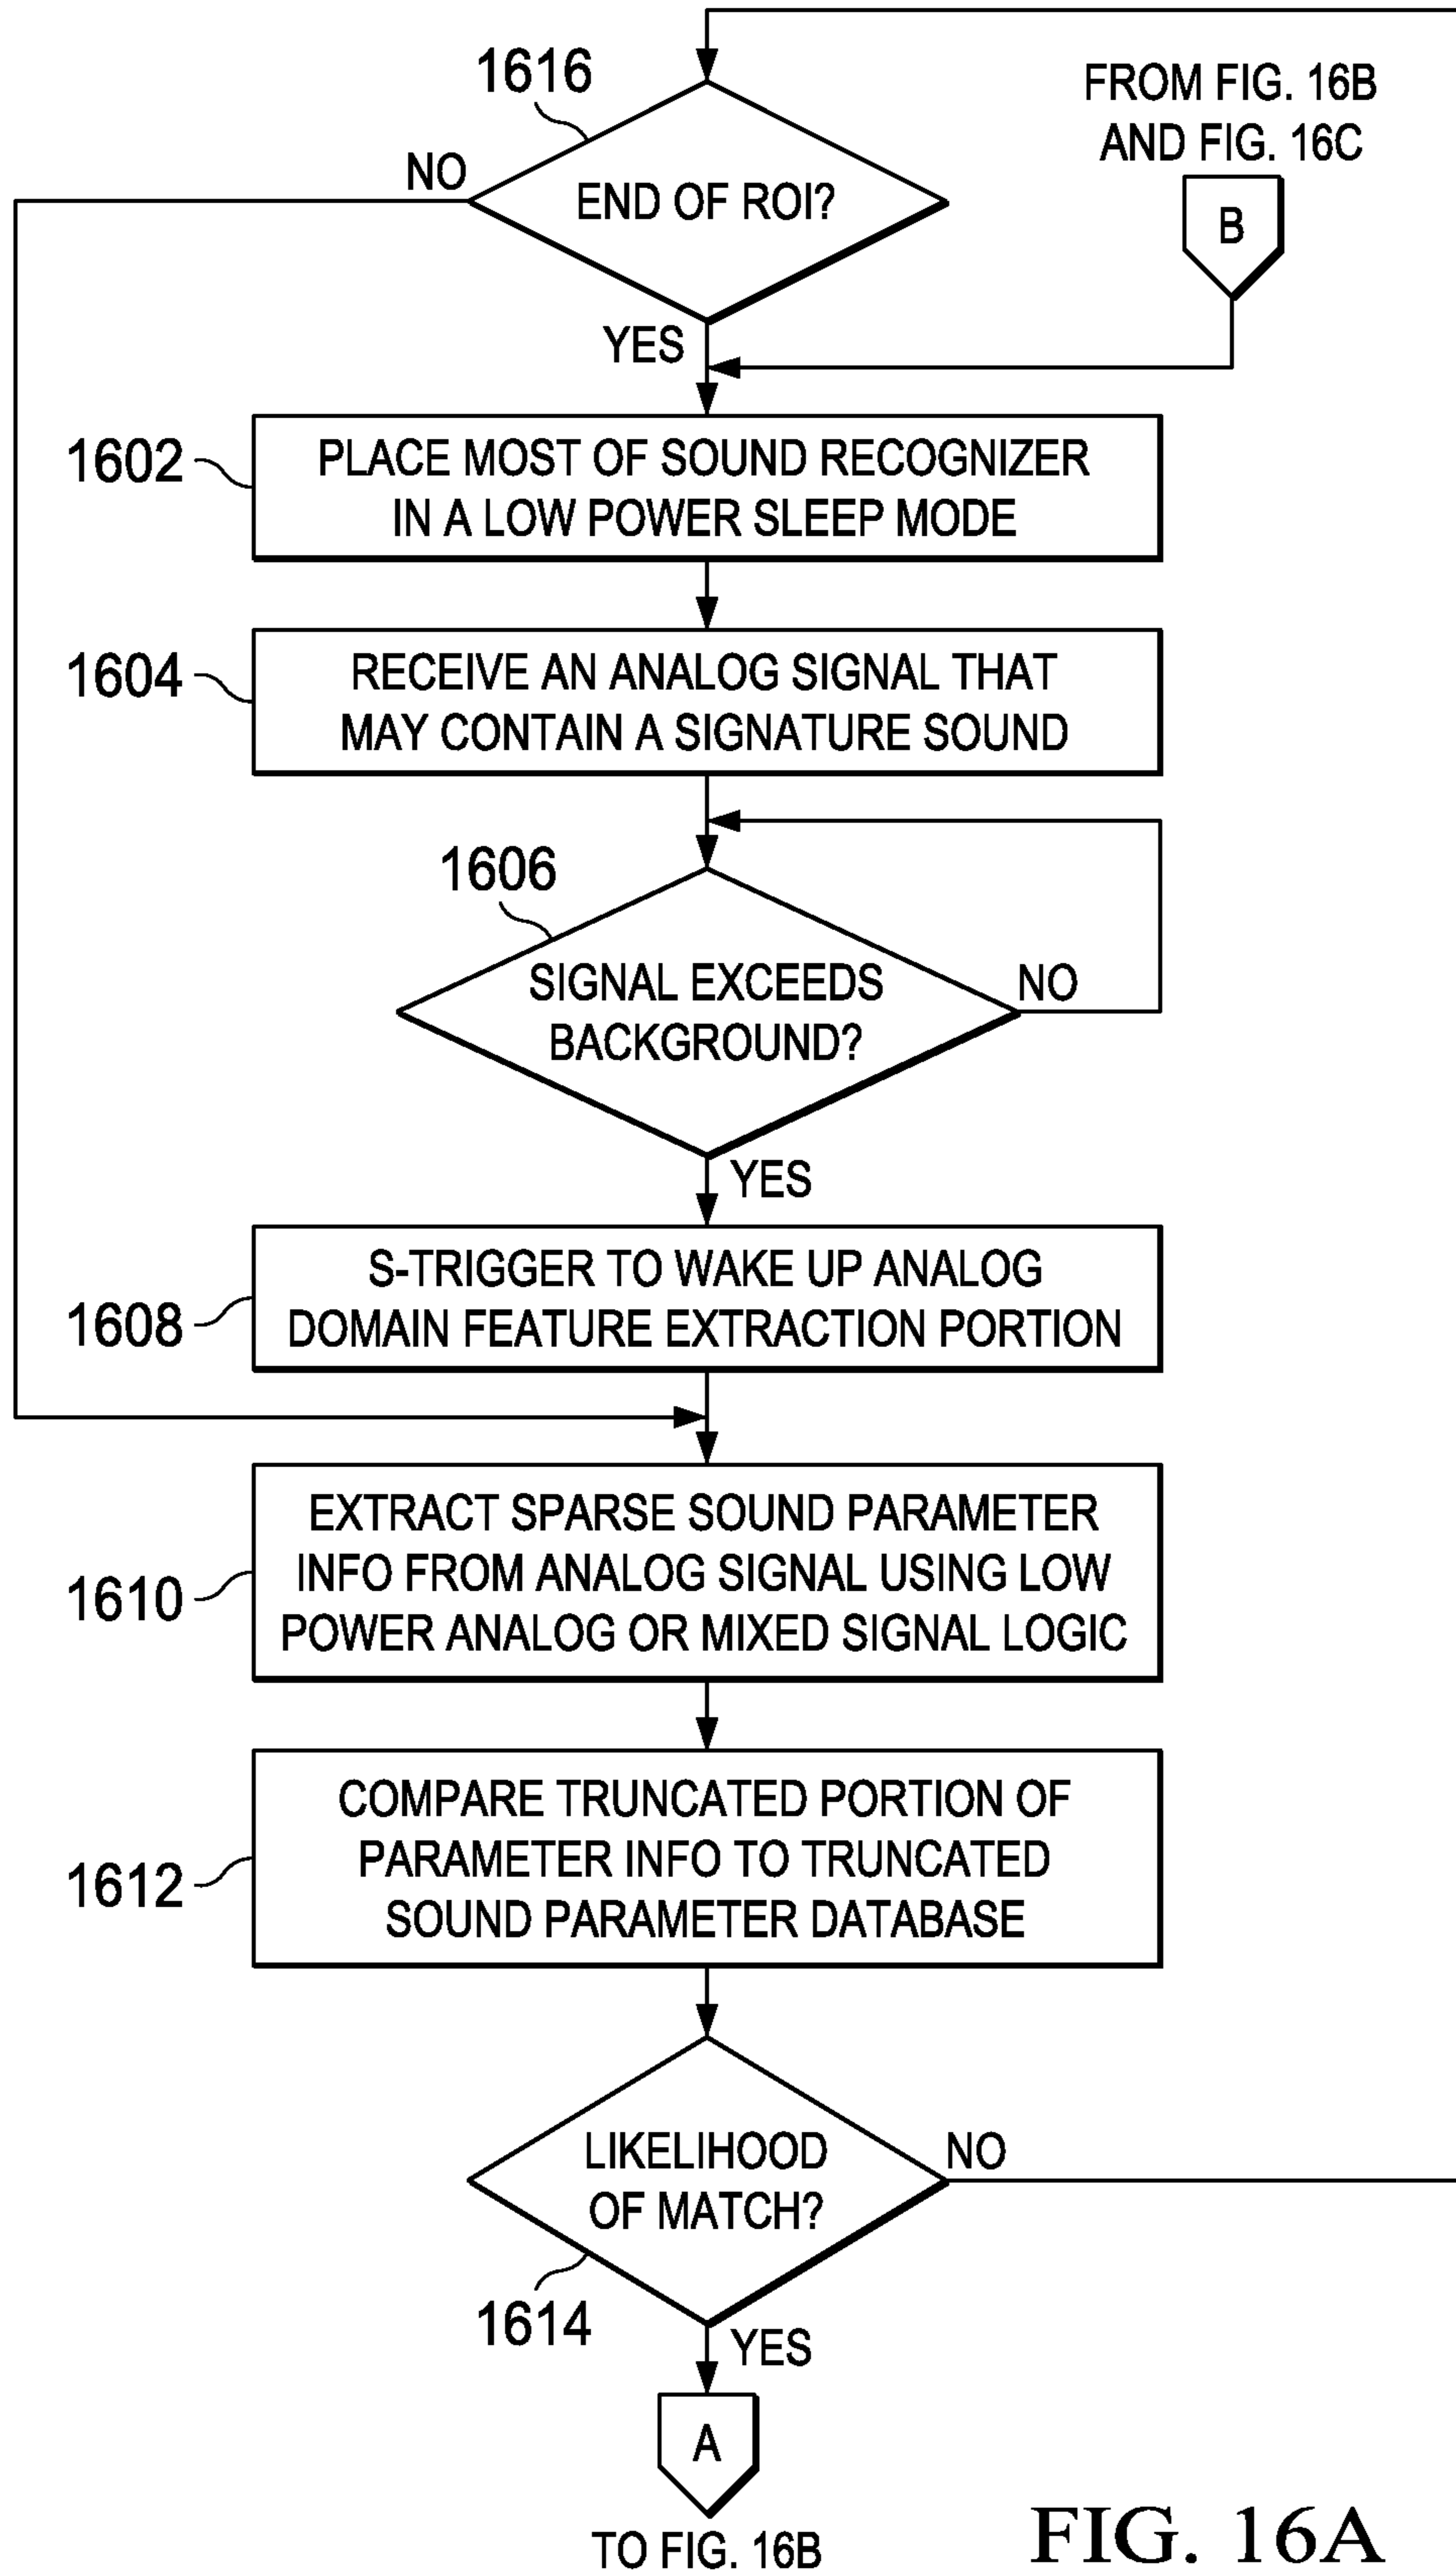 1616
FROM FIG. 16B
AND FIG. 16C
NO
END OF ROI?
B
YES
1602
PLACE MOST OF SOUND RECOGNIZER
IN A LOW POWER SLEEP MODE
1604
RECEIVE AN ANALOG SIGNAL THAT
MAY CONTAIN A SIGNATURE SOUND
1606
SIGNAL EXCEEDS
BACKGROUND?
NO
YES
1608
S-TRIGGER TO WAKE UP ANALOG
DOMAIN FEATURE EXTRACTION PORTION
1610
EXTRACT SPARSE SOUND PARAMETER
INFO FROM ANALOG SIGNAL USING LOW
POWER ANALOG OR MIXED SIGNAL LOGIC
1612
COMPARE TRUNCATED PORTION OF
PARAMETER INFO TO TRUNCATED
SOUND PARAMETER DATABASE
LIKELIHOOD
OF MATCH?
NO
1614
YES
A
TO FIG. 16B
FIG. 16A